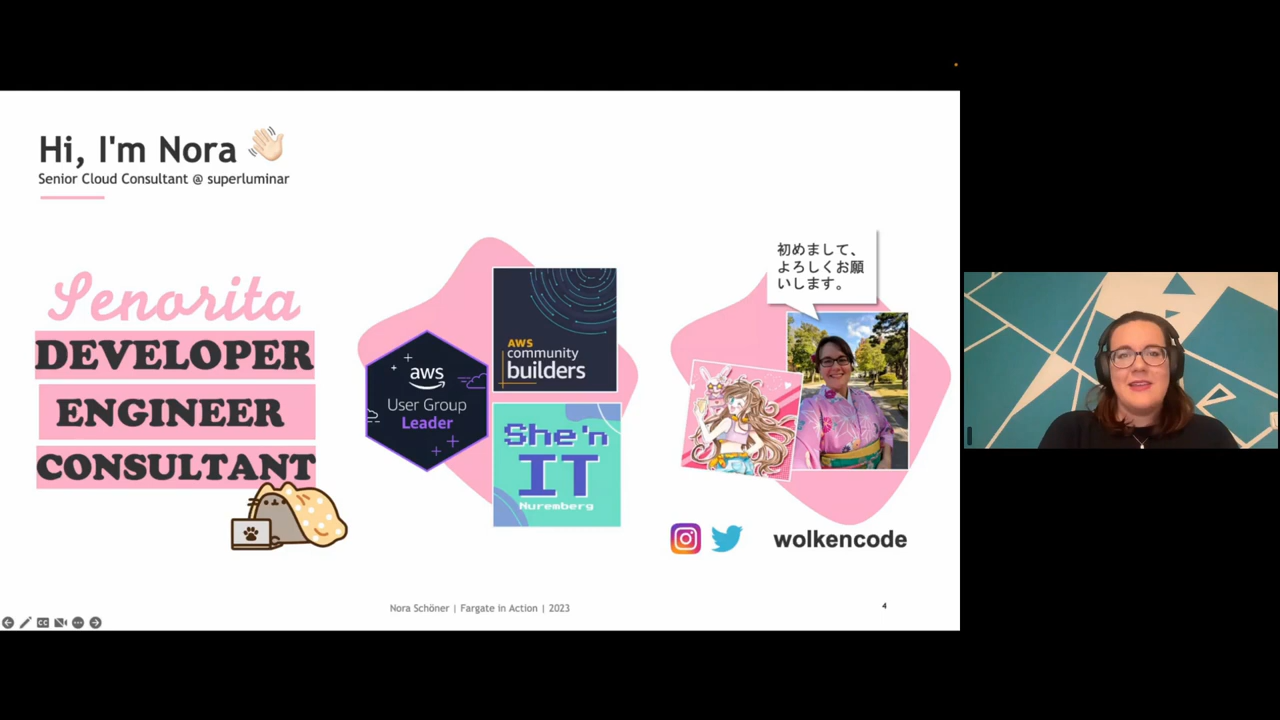 Hi, I'm Nora 👋🏻
Senior Cloud Consultant @ superluminar
Senorita
DEVELOPER
ENGINEER
CONSULTANT
aws
User Group
Leader
AWS
community
builders
She'n
IT
Nuremberg
初めまして、
よろしくお願
いします。
wolkencode
Nora Schöner | Fargate in Action | 2023
4
CC